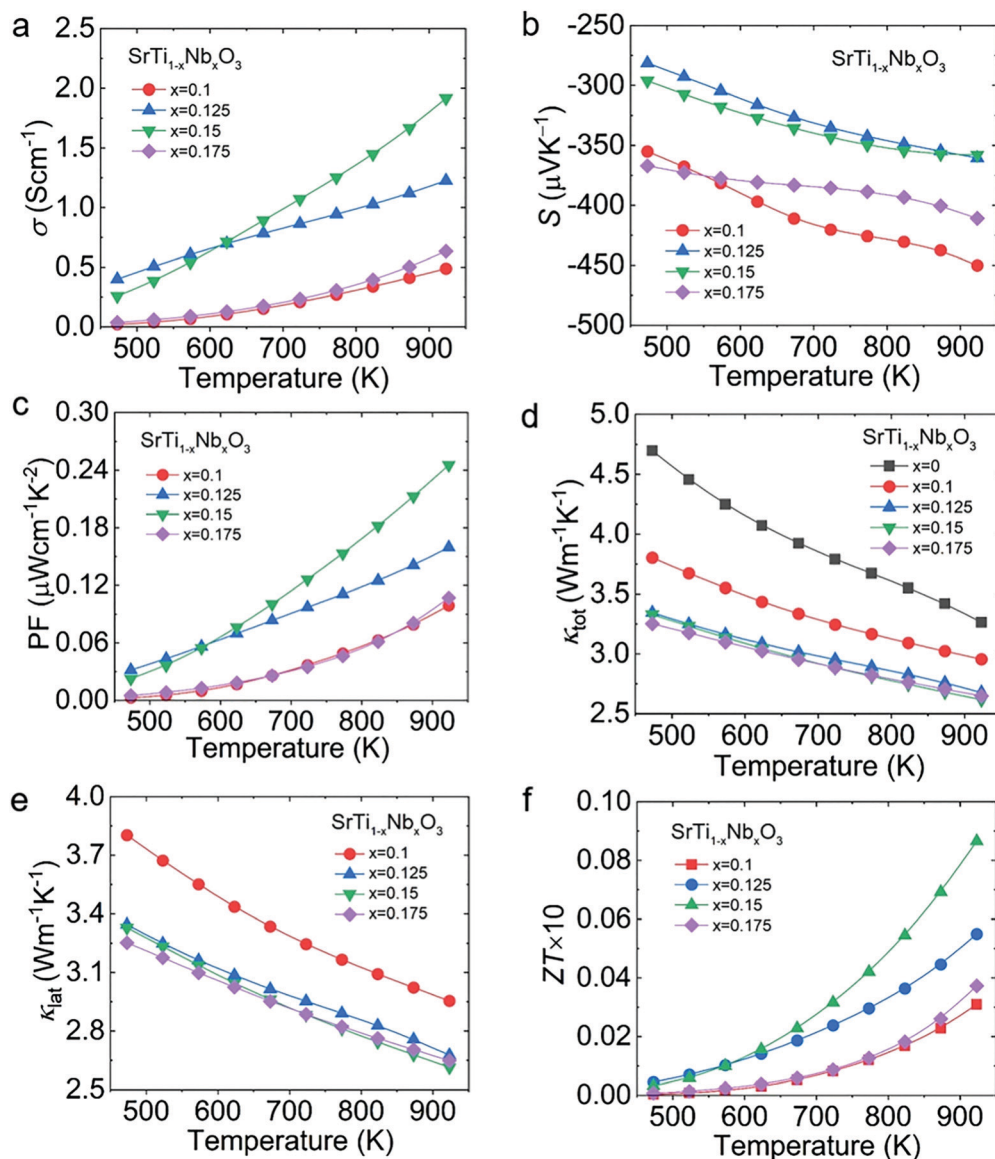 a
2.5
2.0
1.5
1.0
0.5
0.0
σ (Scm⁻¹)
SrTi₁₋ₓNbₓO₃
x=0.1
x=0.125
x=0.15
x=0.175
500 600 700 800 900
Temperature (K)
b
-300
-350
-400
-450
-500
S (μVK⁻¹)
SrTi₁₋ₓNbₓO₃
x=0.1
x=0.125
x=0.15
x=0.175
500 600 700 800 900
Temperature (K)
c
0.30
0.24
0.18
0.12
0.06
0.00
PF (μWcm⁻¹K⁻²)
SrTi₁₋ₓNbₓO₃
x=0.1
x=0.125
x=0.15
x=0.175
500 600 700 800 900
Temperature (K)
d
5.0
4.5
4.0
3.5
3.0
2.5
κtot (Wm⁻¹K⁻¹)
SrTi₁₋ₓNbₓO₃
x=0
x=0.1
x=0.125
x=0.15
x=0.175
500 600 700 800 900
Temperature (K)
e
4.0
3.7
3.4
3.1
2.8
2.5
κlat (Wm⁻¹K⁻¹)
SrTi₁₋ₓNbₓO₃
x=0.1
x=0.125
x=0.15
x=0.175
500 600 700 800 900
Temperature (K)
f
0.10
0.08
0.06
0.04
0.02
0.00
ZT×10
SrTi₁₋ₓNbₓO₃
x=0.1
x=0.125
x=0.15
x=0.175
500 600 700 800 900
Temperature (K)